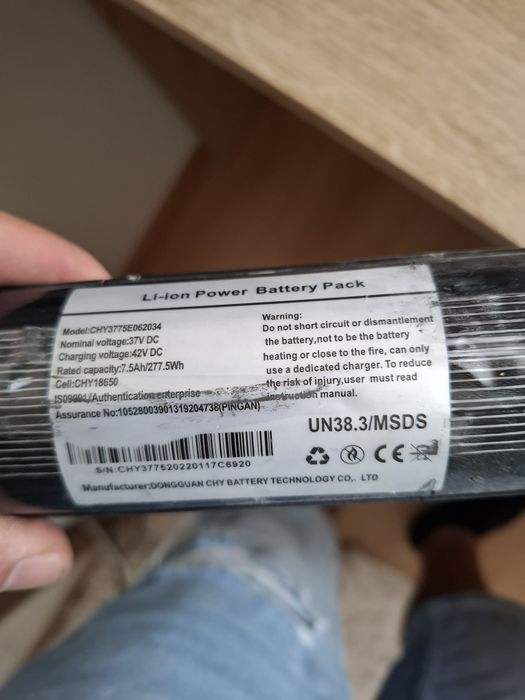 Li-ion Power Battery Pack
Model:CHY3775E062034
Nominal voltage:37V DC
Charging voltage:42V DC
Rated capacity:7.5Ah/277.5Wh
Cell:CHY18650
IS09001/Authentication enterprise
Assurance No:10528003901319204738(PINGAN)
S/N:CHY377520220117C6920
Manufacturer:DONGGUAN CHY BATTERY TECHNOLOGY CO,. LTD
Warning:
Do not short circuit or dismantlement
the battery,not to be the battery
heating or close to the fire, can only
use a dedicated charger. To reduce
the risk of injury,user must read
instruction manual.
UN38.3/MSDS
CE